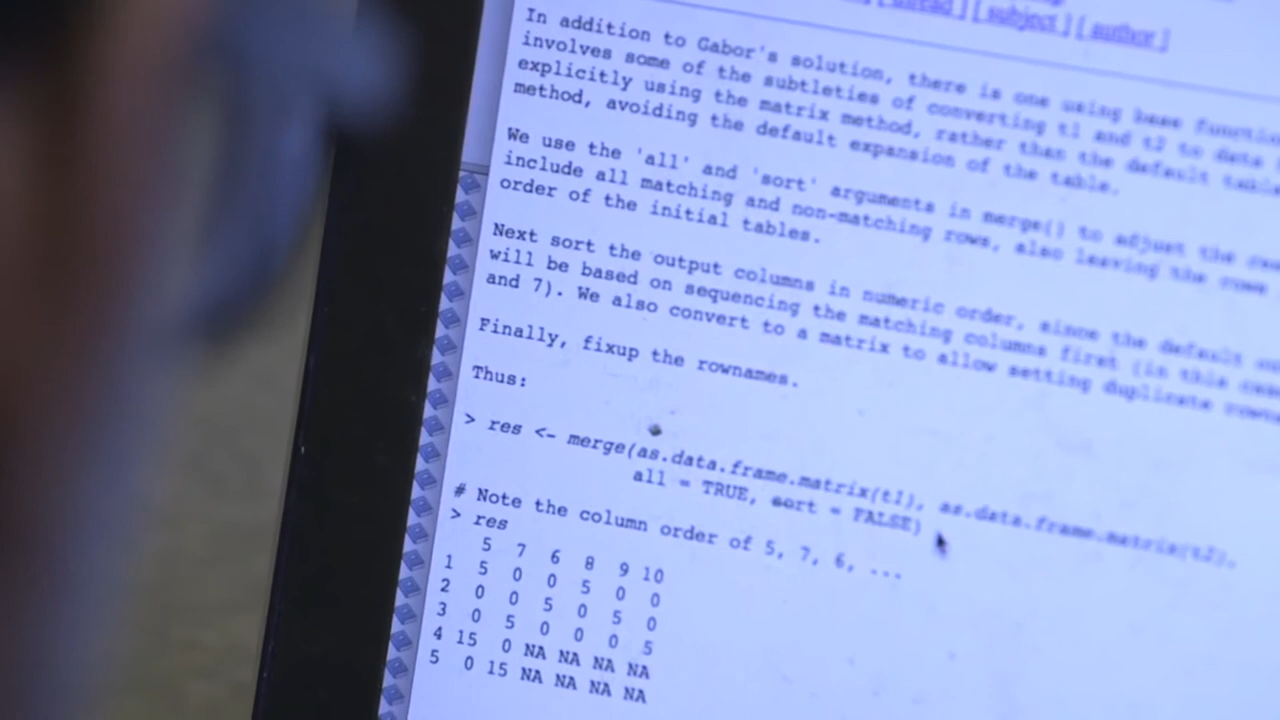 [ thread ] [ subject ] [ author ]
In addition to Gabor's solution, there is one using base
involves some of the subtleties of converting t1 and t2 to data
explicitly using the matrix method, rather than the default table
method, avoiding the default expansion of the table.
We use the 'all' and 'sort' arguments in merge() to adjust the
include all matching and non-matching rows, also leaving the rows
order of the initial tables.
Next sort the output columns in numeric order, since the default
will be based on sequencing the matching columns first (in this case
and 7). We also convert to a matrix to allow setting duplicate
Finally, fixup the rownames.
Thus:
> res <- merge(as.data.frame.matrix(t1), as.data.frame.matrix(t2),
all = TRUE, sort = FALSE)
# Note the column order of 5, 7, 6, ...
> res
5 7 6 8 9 10
1 5 0 0 5 0 0
2 0 0 5 0 5 0
3 0 5 0 0 0 5
4 15 0 NA NA NA NA
5 0 15 NA NA NA NA